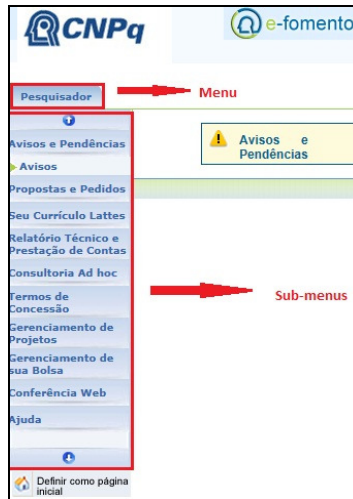 CNPq
e-fomento
Pesquisador
Menu
Avisos e Pendências
Avisos e
Pendências
Avisos
Propostas e Pedidos
Seu Currículo Lattes
Relatório Técnico e
Prestação de Contas
Consultoria Ad hoc
Termos de
Concessão
Sub-menus
Gerenciamento de
Projetos
Gerenciamento de
sua Bolsa
Conferência Web
Ajuda
Definir como página
inicial